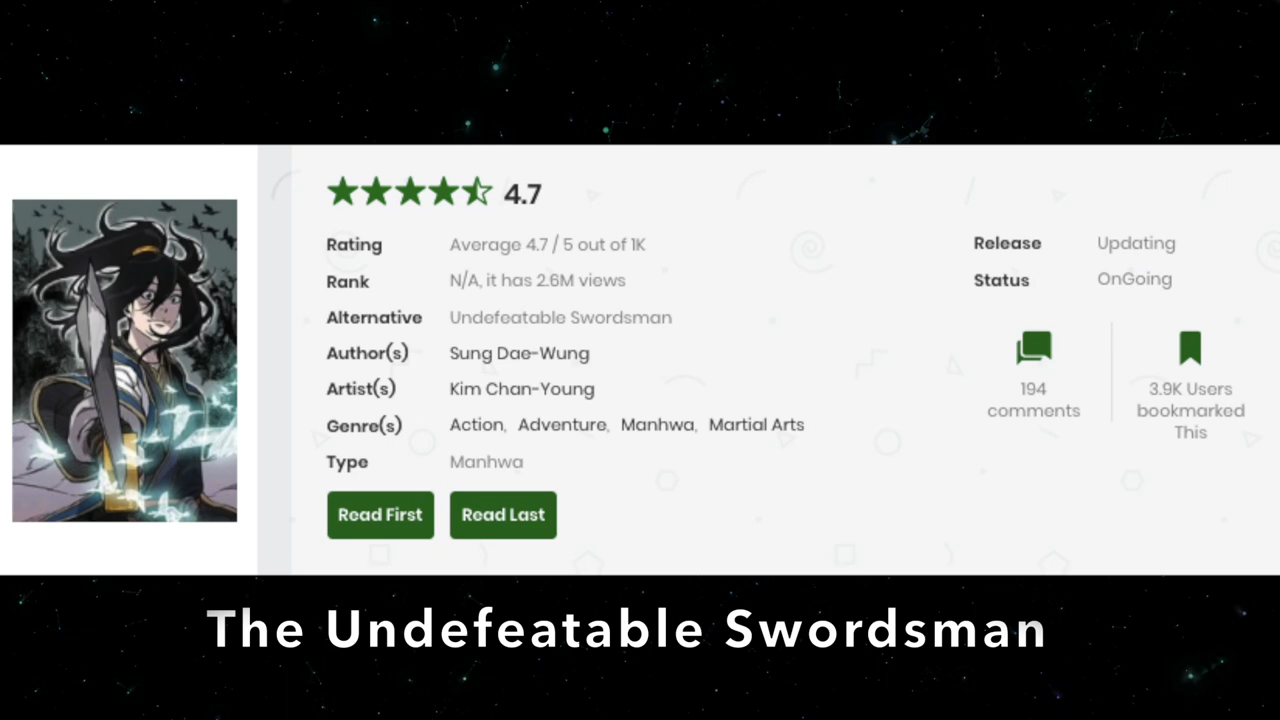 4.7
Rating Average 4.7 / 5 out of 1K
Rank N/A, it has 2.6M views
Alternative Undefeatable Swordsman
Author(s) Sung Dae-Wung
Artist(s) Kim Chan-Young
Genre(s) Action, Adventure, Manhwa, Martial Arts
Type Manhwa
Read First Read Last
Release Updating
Status OnGoing
194
comments
3.9K Users
bookmarked
This
The Undefeatable Swordsman